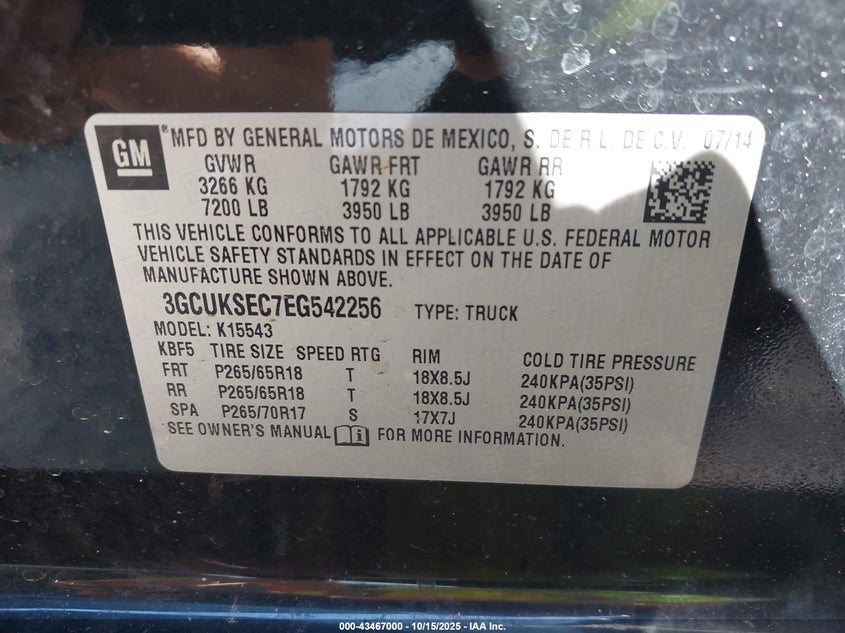 GM ® MFD BY GENERAL MOTORS DE MEXICO, S. DE R.L. DE C.V. 07/14
GVWR GAWR FRT GAWR RR
3266 KG 1792 KG 1792 KG
7200 LB 3950 LB 3950 LB
THIS VEHICLE CONFORMS TO ALL APPLICABLE U.S. FEDERAL MOTOR
VEHICLE SAFETY STANDARDS IN EFFECT ON THE DATE OF
MANUFACTURE SHOWN ABOVE.
3GCUKSEC7EG542256 TYPE: TRUCK
MODEL: K15543
KBF5 TIRE SIZE SPEED RTG RIM COLD TIRE PRESSURE
FRT P265/65R18 T 18X8.5J 240KPA(35PSI)
RR P265/65R18 T 18X8.5J 240KPA(35PSI)
SPA P265/70R17 S 17X7J 240KPA(35PSI)
SEE OWNER'S MANUAL FOR MORE INFORMATION.
000-43467000 - 10/15/2025 - IAA Inc.